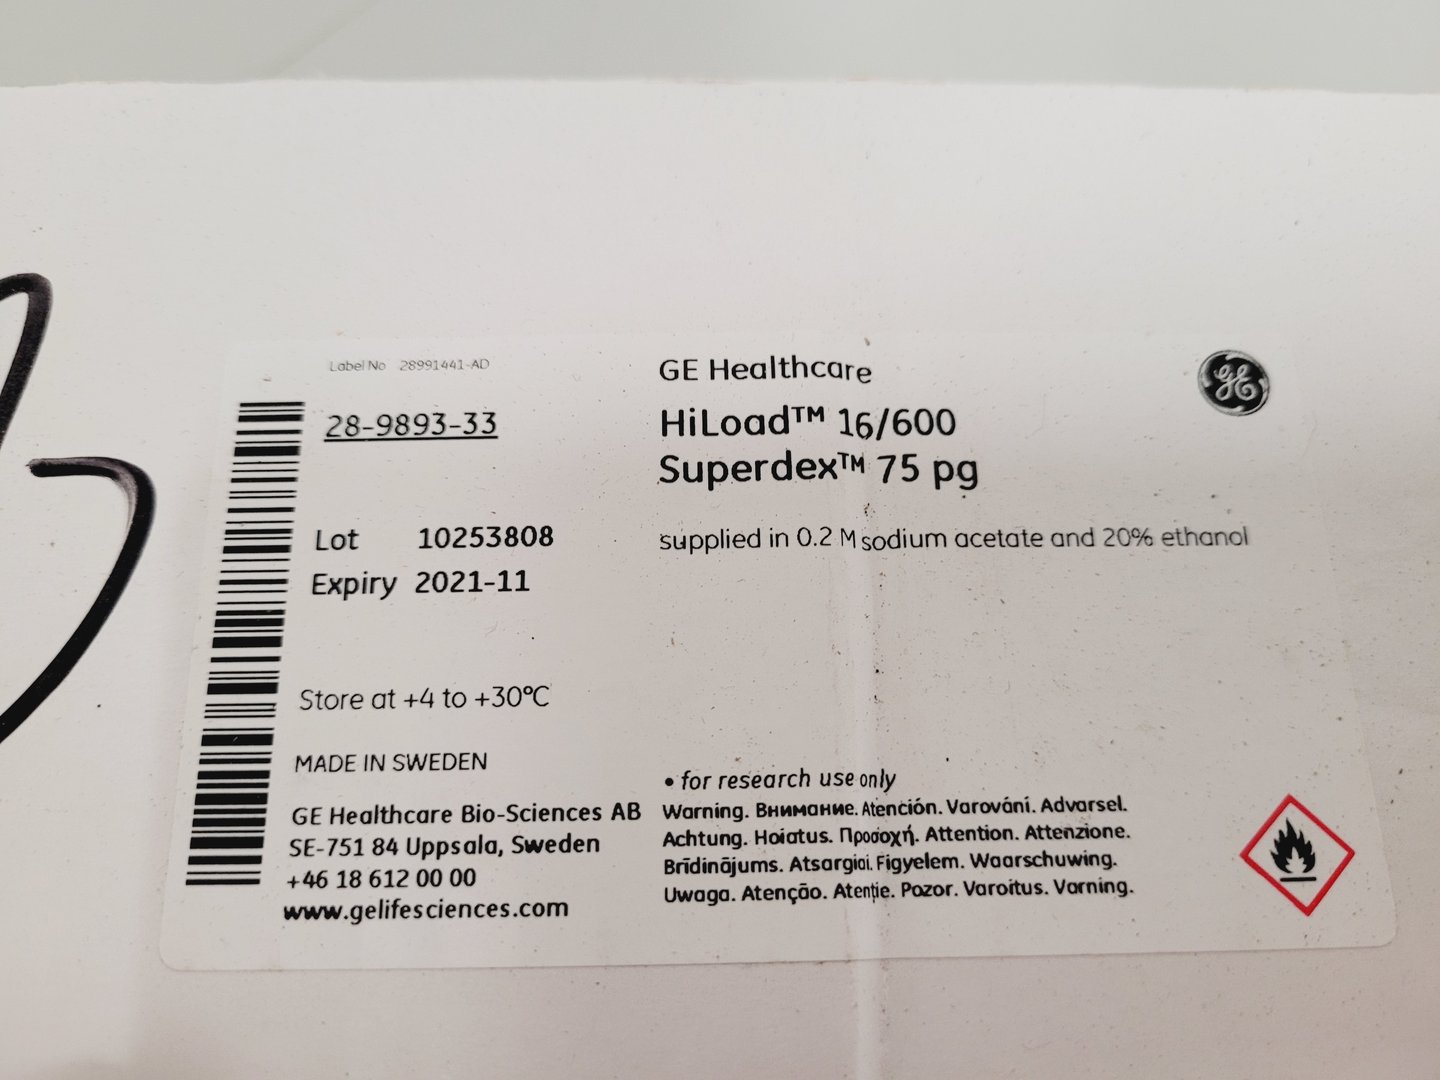 Label No 28991441-AD
28-9893-33
Lot 10253808
Expiry 2021-11
Store at +4 to +30°C
MADE IN SWEDEN
GE Healthcare Bio-Sciences AB
SE-751 84 Uppsala, Sweden
+46 18 612 00 00
www.gelifesciences.com
GE Healthcare
HiLoad™ 16/600
Superdex™ 75 pg
supplied in 0.2 M sodium acetate and 20% ethanol
• for research use only
Warning. Внимание. Atención. Varování. Advarsel.
Achtung. Hoiatus. Προσοχή. Attention. Attenzione.
Brīdinājums. Atsargiai. Figyelem. Waarschuwing.
Uwaga. Atenção. Atenție. Pozor. Varoitus. Varning.
GE